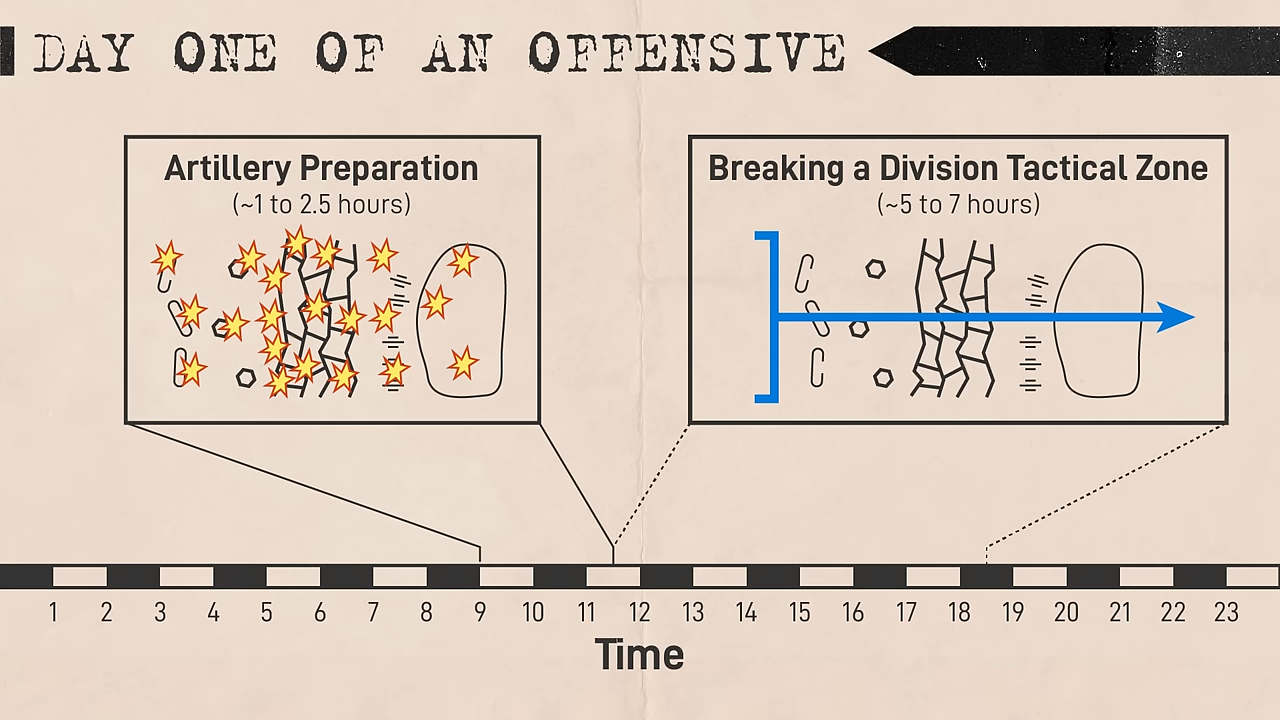 DAY ONE OF AN OFFENSIVE
Artillery Preparation
(~1 to 2.5 hours)
Breaking a Division Tactical Zone
(~5 to 7 hours)
1 2 3 4 5 6 7 8 9 10 11 12 13 14 15 16 17 18 19 20 21 22 23
Time